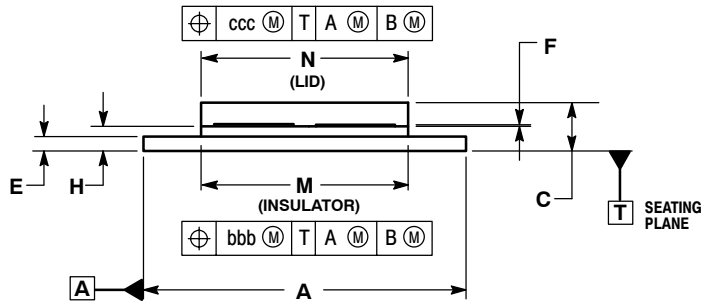 ⌖ ccc Ⓜ T A Ⓜ B Ⓜ
F
N
(LID)
E
H
M
(INSULATOR)
C
T SEATING PLANE
⌖ bbb Ⓜ T A Ⓜ B Ⓜ
A
A